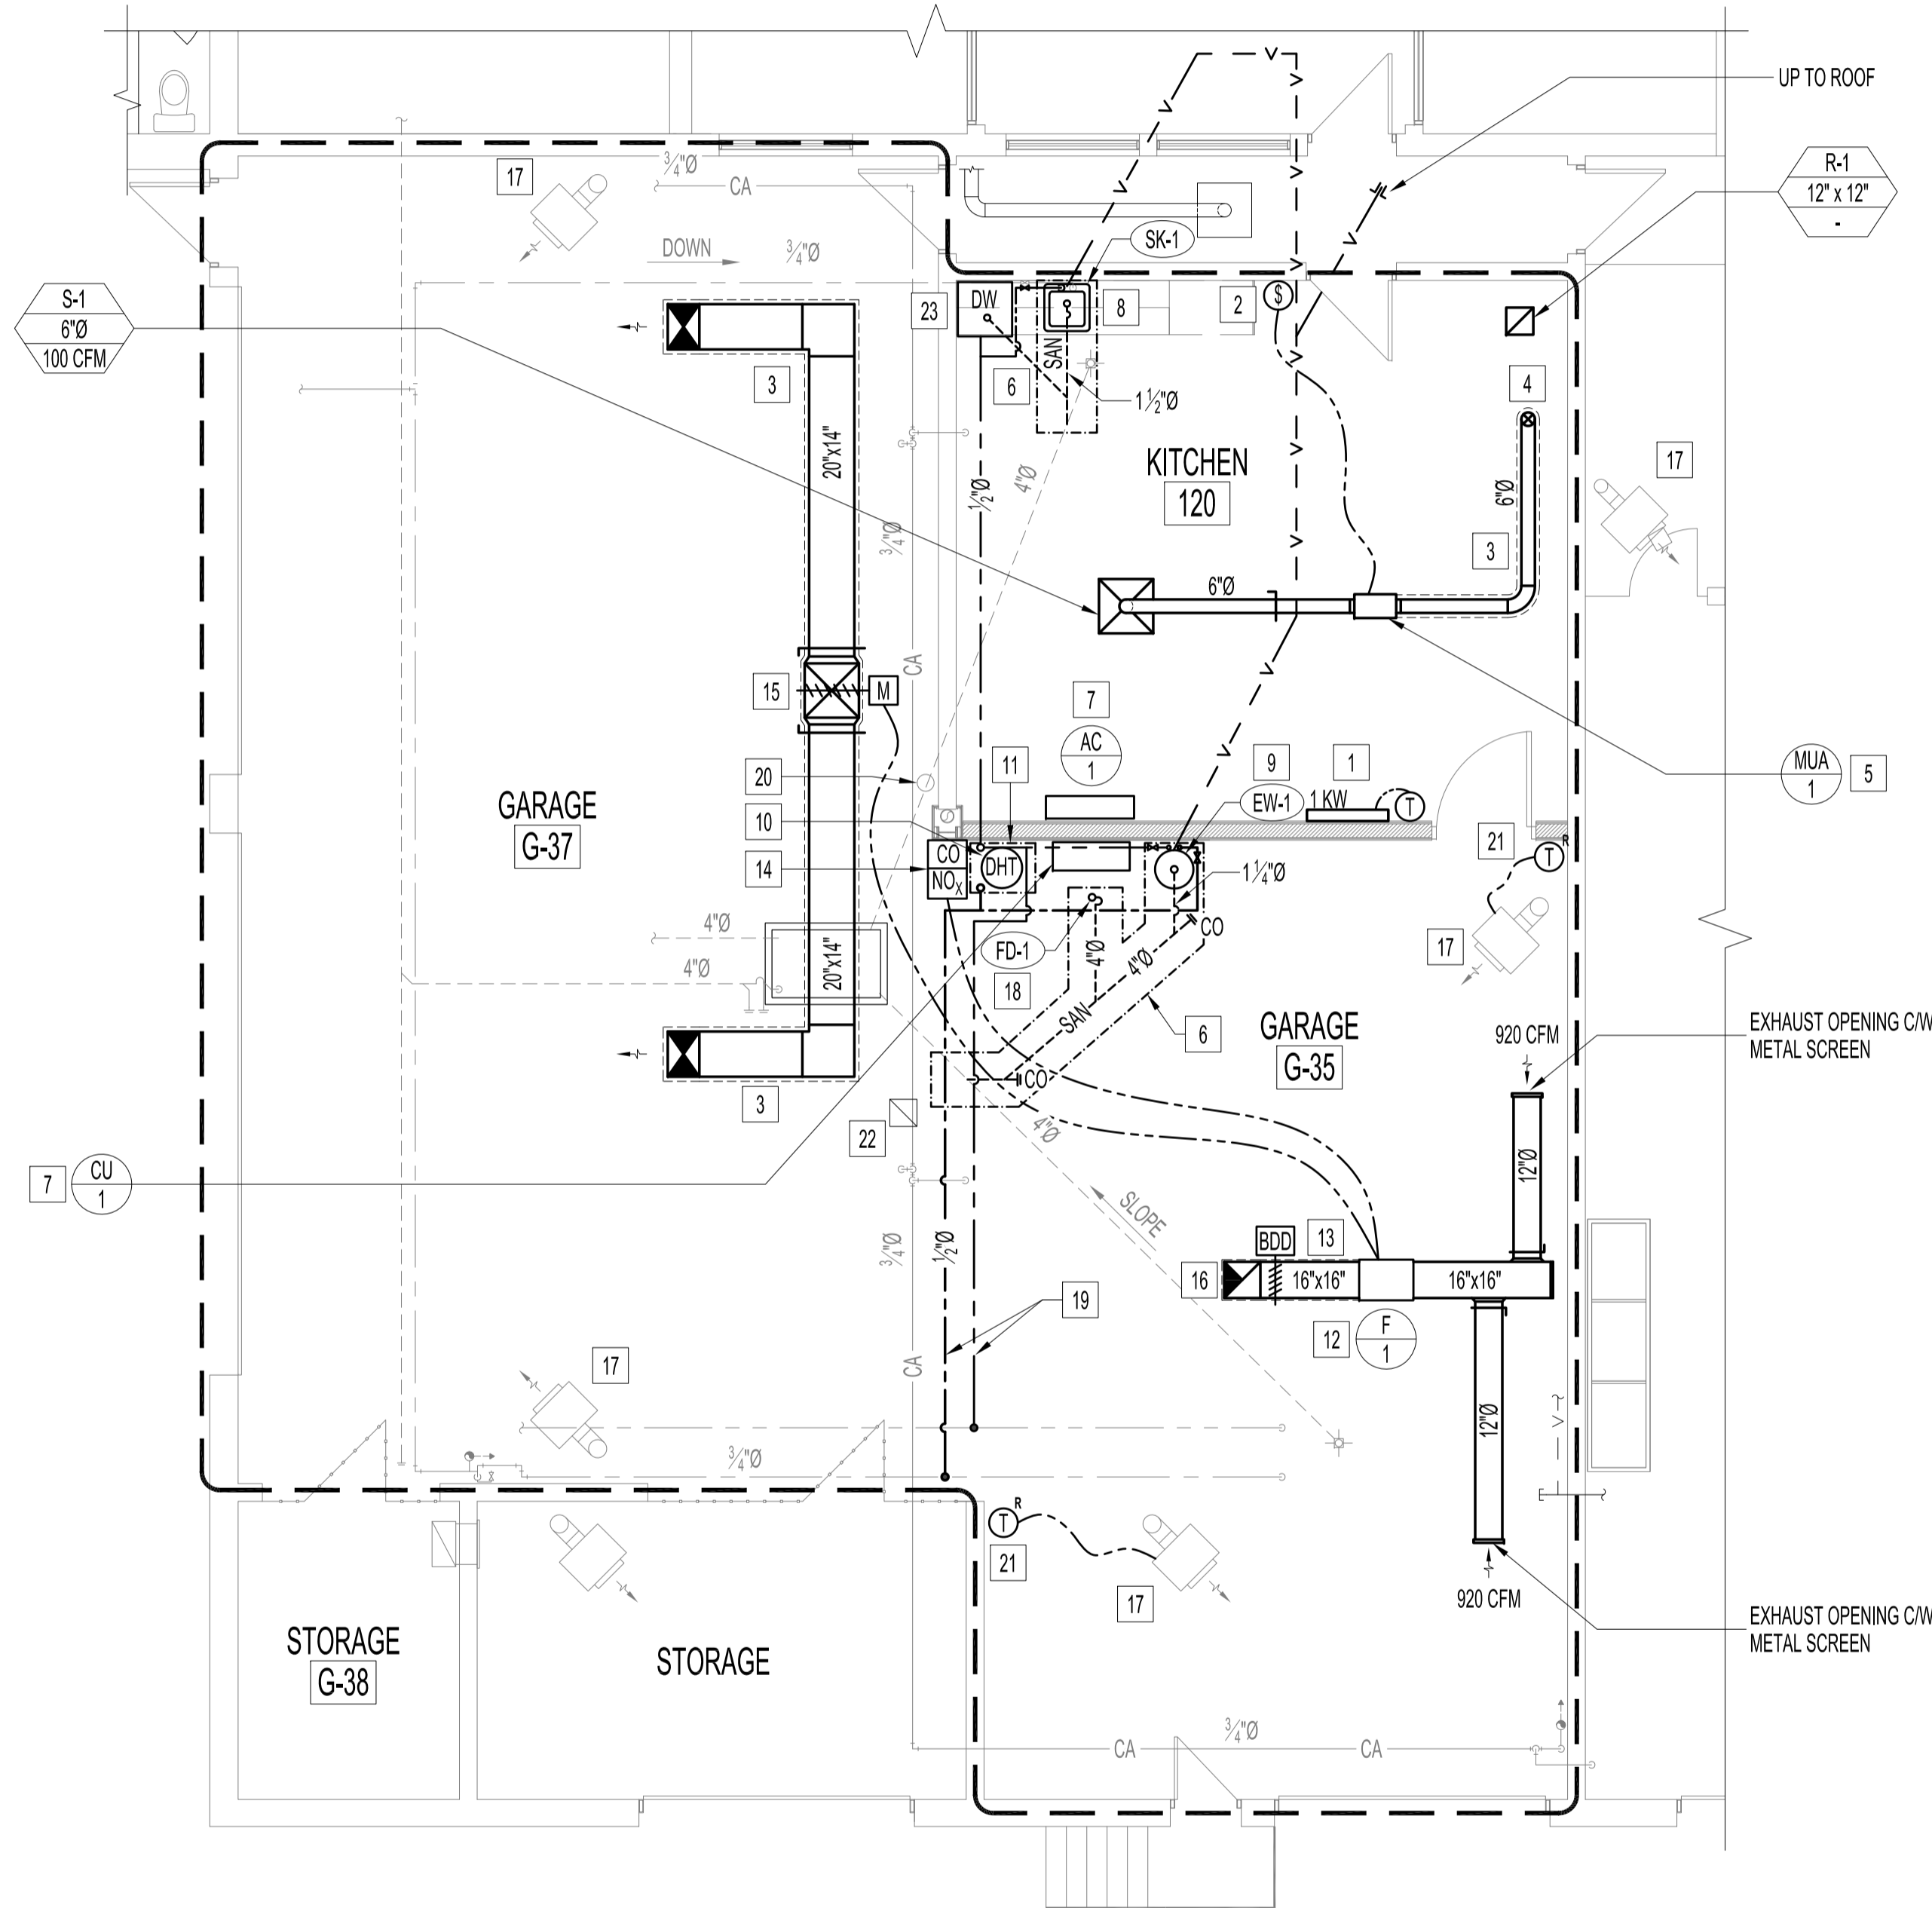 UP TO ROOF
17
3/4"Ø
CA
R-1
12" x 12"
-
SK-1
DOWN
3/4"Ø
S-1
6"Ø
100 CFM
23
DW
8
2
$
3
SAN
6
1 1/2"Ø
4
20"x14"
KITCHEN
120
17
4"Ø
1/2"Ø
6"Ø
3/4"Ø
3
6"Ø
CA
15
M
7
AC
1
11
9
1
20
EW-1
1 KW
T
MUA
1
5
GARAGE
G-37
10
21
T
R
14
CO
NOX
DHT
1 1/4"Ø
4"Ø
CO
17
FD-1
4"Ø
4"Ø
4"Ø
20"x14"
18
SAN
6
GARAGE
G-35
920 CFM
EXHAUST OPENING C/W
METAL SCREEN
CO
3
22
4"Ø
7
CU
1
12"Ø
SLOPE
3/4"Ø
1/2"Ø
BDD
13
16
16"x16"
16"x16"
19
12
F
1
17
CA
12"Ø
V
3/4"Ø
T
R
21
17
920 CFM
EXHAUST OPENING C/W
METAL SCREEN
STORAGE
G-38
STORAGE
3/4"Ø
CA
CA